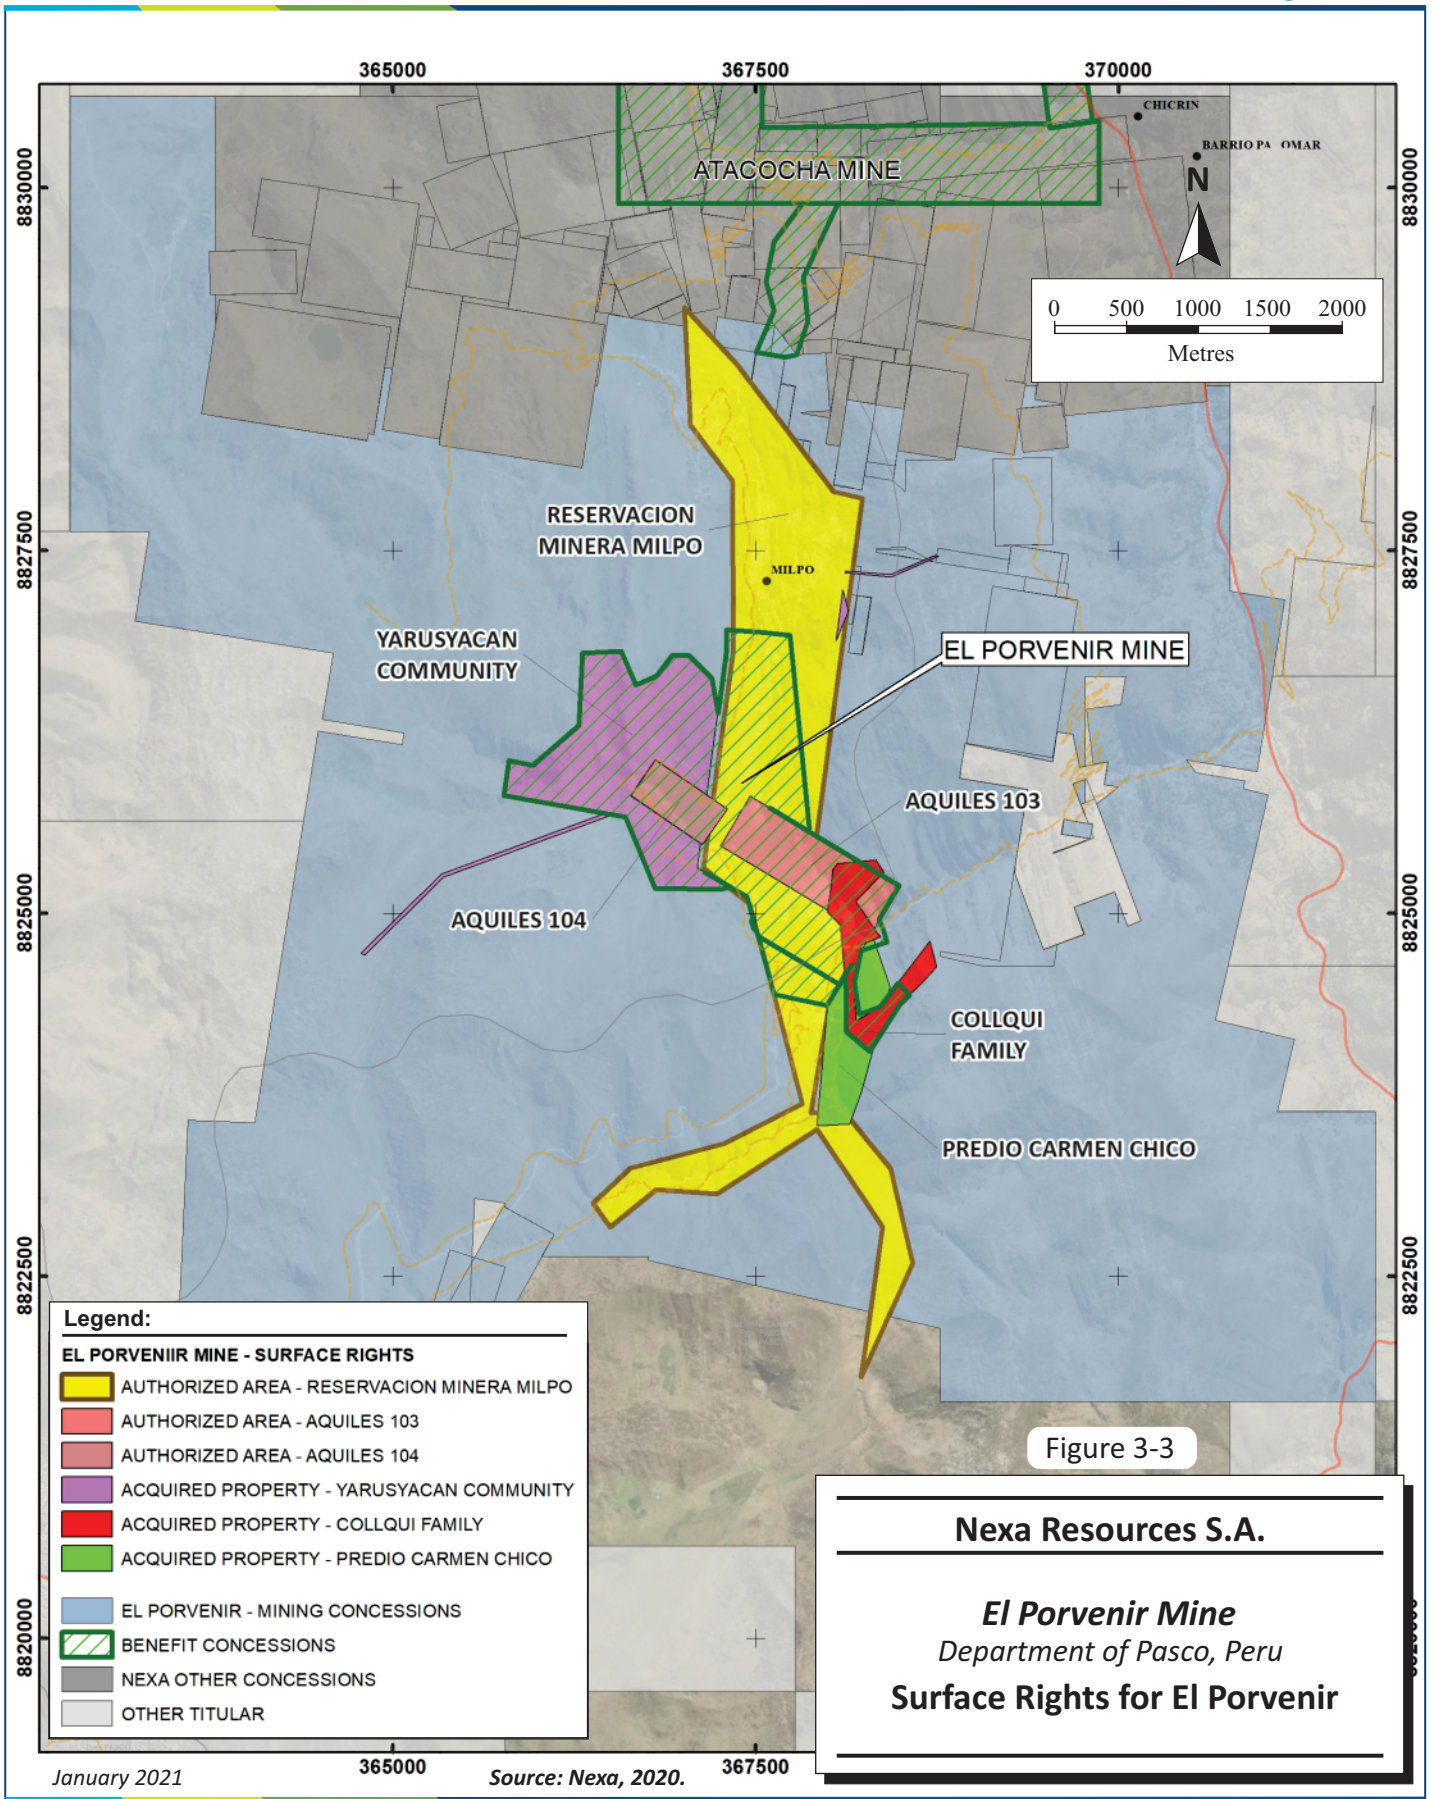 365000
367500
370000
CHICRIN
BARRIO PA OMAR
8830000
8830000
ATACOCHA MINE
N
0 500 1000 1500 2000
Metres
RESERVACION
MINERA MILPO
8827500
8827500
MILPO
YARUSYACAN
COMMUNITY
EL PORVENIR MINE
AQUILES 103
8825000
8825000
AQUILES 104
COLLQUI
FAMILY
PREDIO CARMEN CHICO
8822500
8822500
Legend:
EL PORVENIIR MINE - SURFACE RIGHTS
AUTHORIZED AREA - RESERVACION MINERA MILPO
AUTHORIZED AREA - AQUILES 103
AUTHORIZED AREA - AQUILES 104
ACQUIRED PROPERTY - YARUSYACAN COMMUNITY
ACQUIRED PROPERTY - COLLQUI FAMILY
ACQUIRED PROPERTY - PREDIO CARMEN CHICO
EL PORVENIR - MINING CONCESSIONS
BENEFIT CONCESSIONS
NEXA OTHER CONCESSIONS
OTHER TITULAR
8820000
Figure 3-3
Nexa Resources S.A.
El Porvenir Mine
Department of Pasco, Peru
Surface Rights for El Porvenir
365000
367500
January 2021
Source: Nexa, 2020.